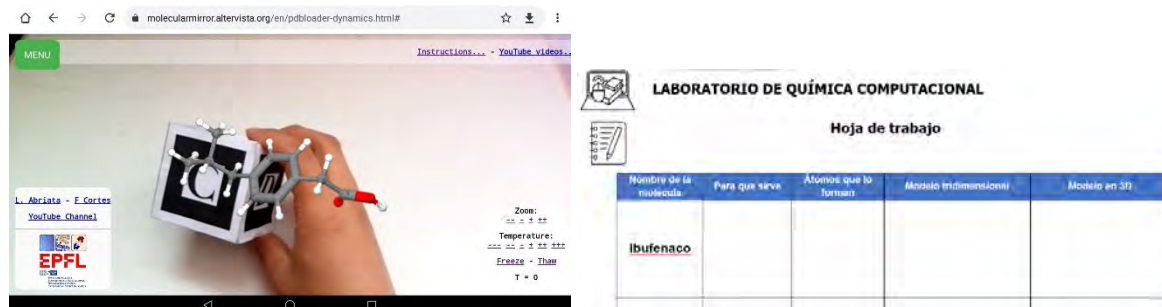 molecularmirror.altervista.org/en/pdbloader-dynamics.html#
MENU
Instructions... - YouTube videos..
C
L. Abriata - F Cortes
YouTube Channel
EPFL
Zoom:
-- - + ++
Temperature:
--- -- - + ++ +++
Freeze - Thaw
T = 0
LABORATORIO DE QUÍMICA COMPUTACIONAL
Hoja de trabajo
Nombre de la molecula
Para que sirve
Átomos que lo forman
Modelo tridimensional
Modelo en 3D
Ibufenaco